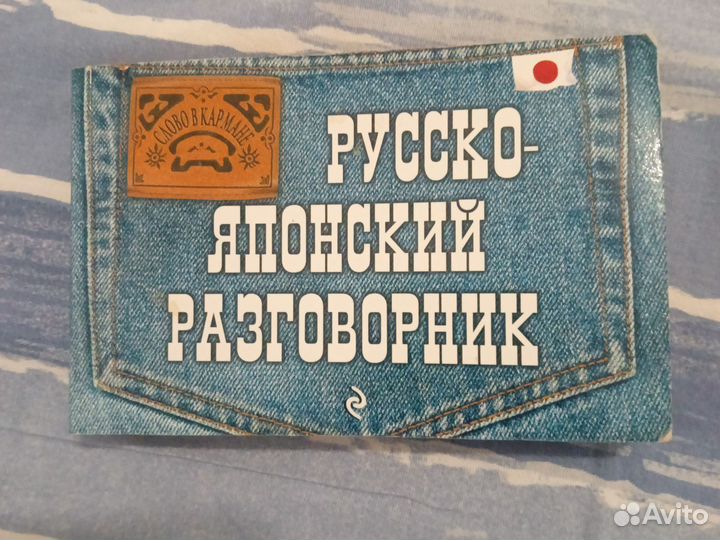 СЛОВО В КАРМАНЕ
РУССКО-
ЯПОНСКИЙ
РАЗГОВОРНИК
Avito